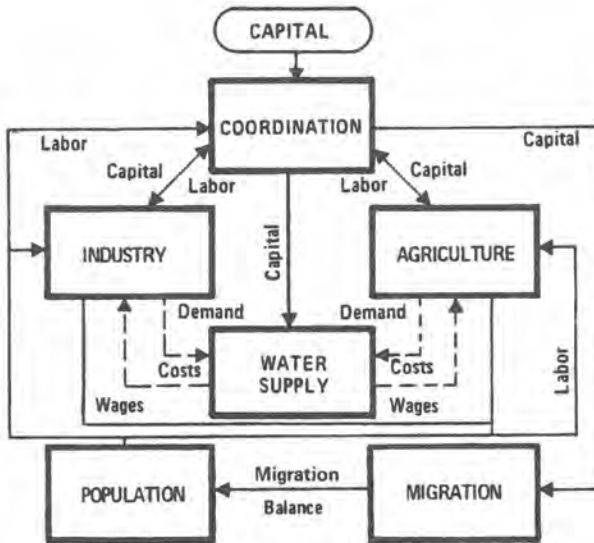 CAPITAL
COORDINATION
Labor
Capital
Capital
Labor
Labor
Capital
INDUSTRY
Capital
AGRICULTURE
Demand
Demand
WATER
SUPPLY
Costs
Costs
Wages
Wages
Labor
Migration
POPULATION
Balance
MIGRATION